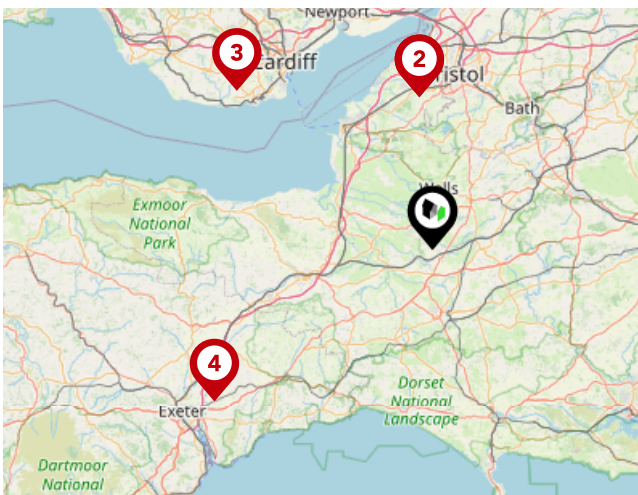 Newport
3
Cardiff
2
Bristol
Bath
Wells
Exmoor
National
Park
4
Exeter
Dorset
National
Landscape
Dartmoor
National